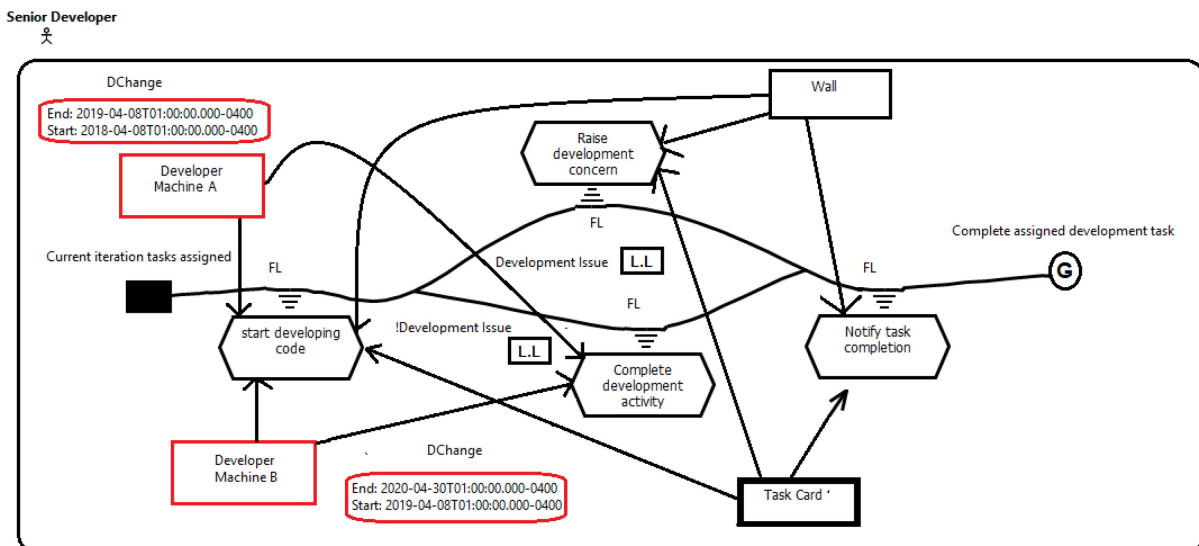 Senior Developer
DChange
End: 2019-04-08T01:00:00.000-0400
Start: 2018-04-08T01:00:00.000-0400
Wall
Raise
development
concern
Developer
Machine A
Current iteration tasks assigned
FL
FL
Development Issue
L.L
Complete assigned development task
FL
G
FL
start developing
code
!Development Issue
L.L
Notify task
completion
Complete
development
activity
Developer
Machine B
DChange
End: 2020-04-30T01:00:00.000-0400
Start: 2019-04-08T01:00:00.000-0400
Task Card '